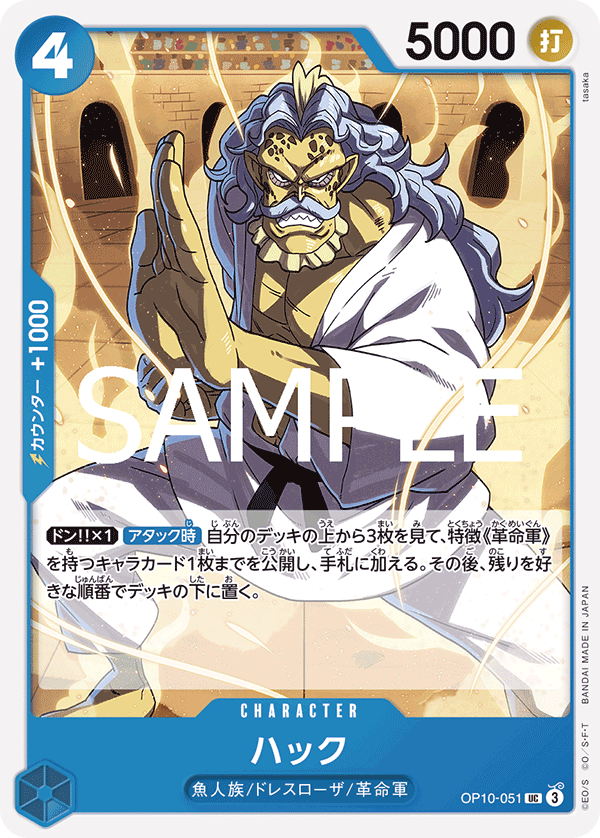 4
5000
打
tasaka
カウンター +1000
SAMPLE
ドン!!×1 アタック時 自分のデッキの上から3枚を見て、特徴《革命軍》
を持つキャラカード1枚までを公開し、手札に加える。その後、残りを好
きな順番でデッキの下に置く。
©E.O/S ©O/S・F・T BANDAI MADE IN JAPAN
CHARACTER
ハック
魚人族/ドレスローザ/革命軍
OP10-051 UC 3